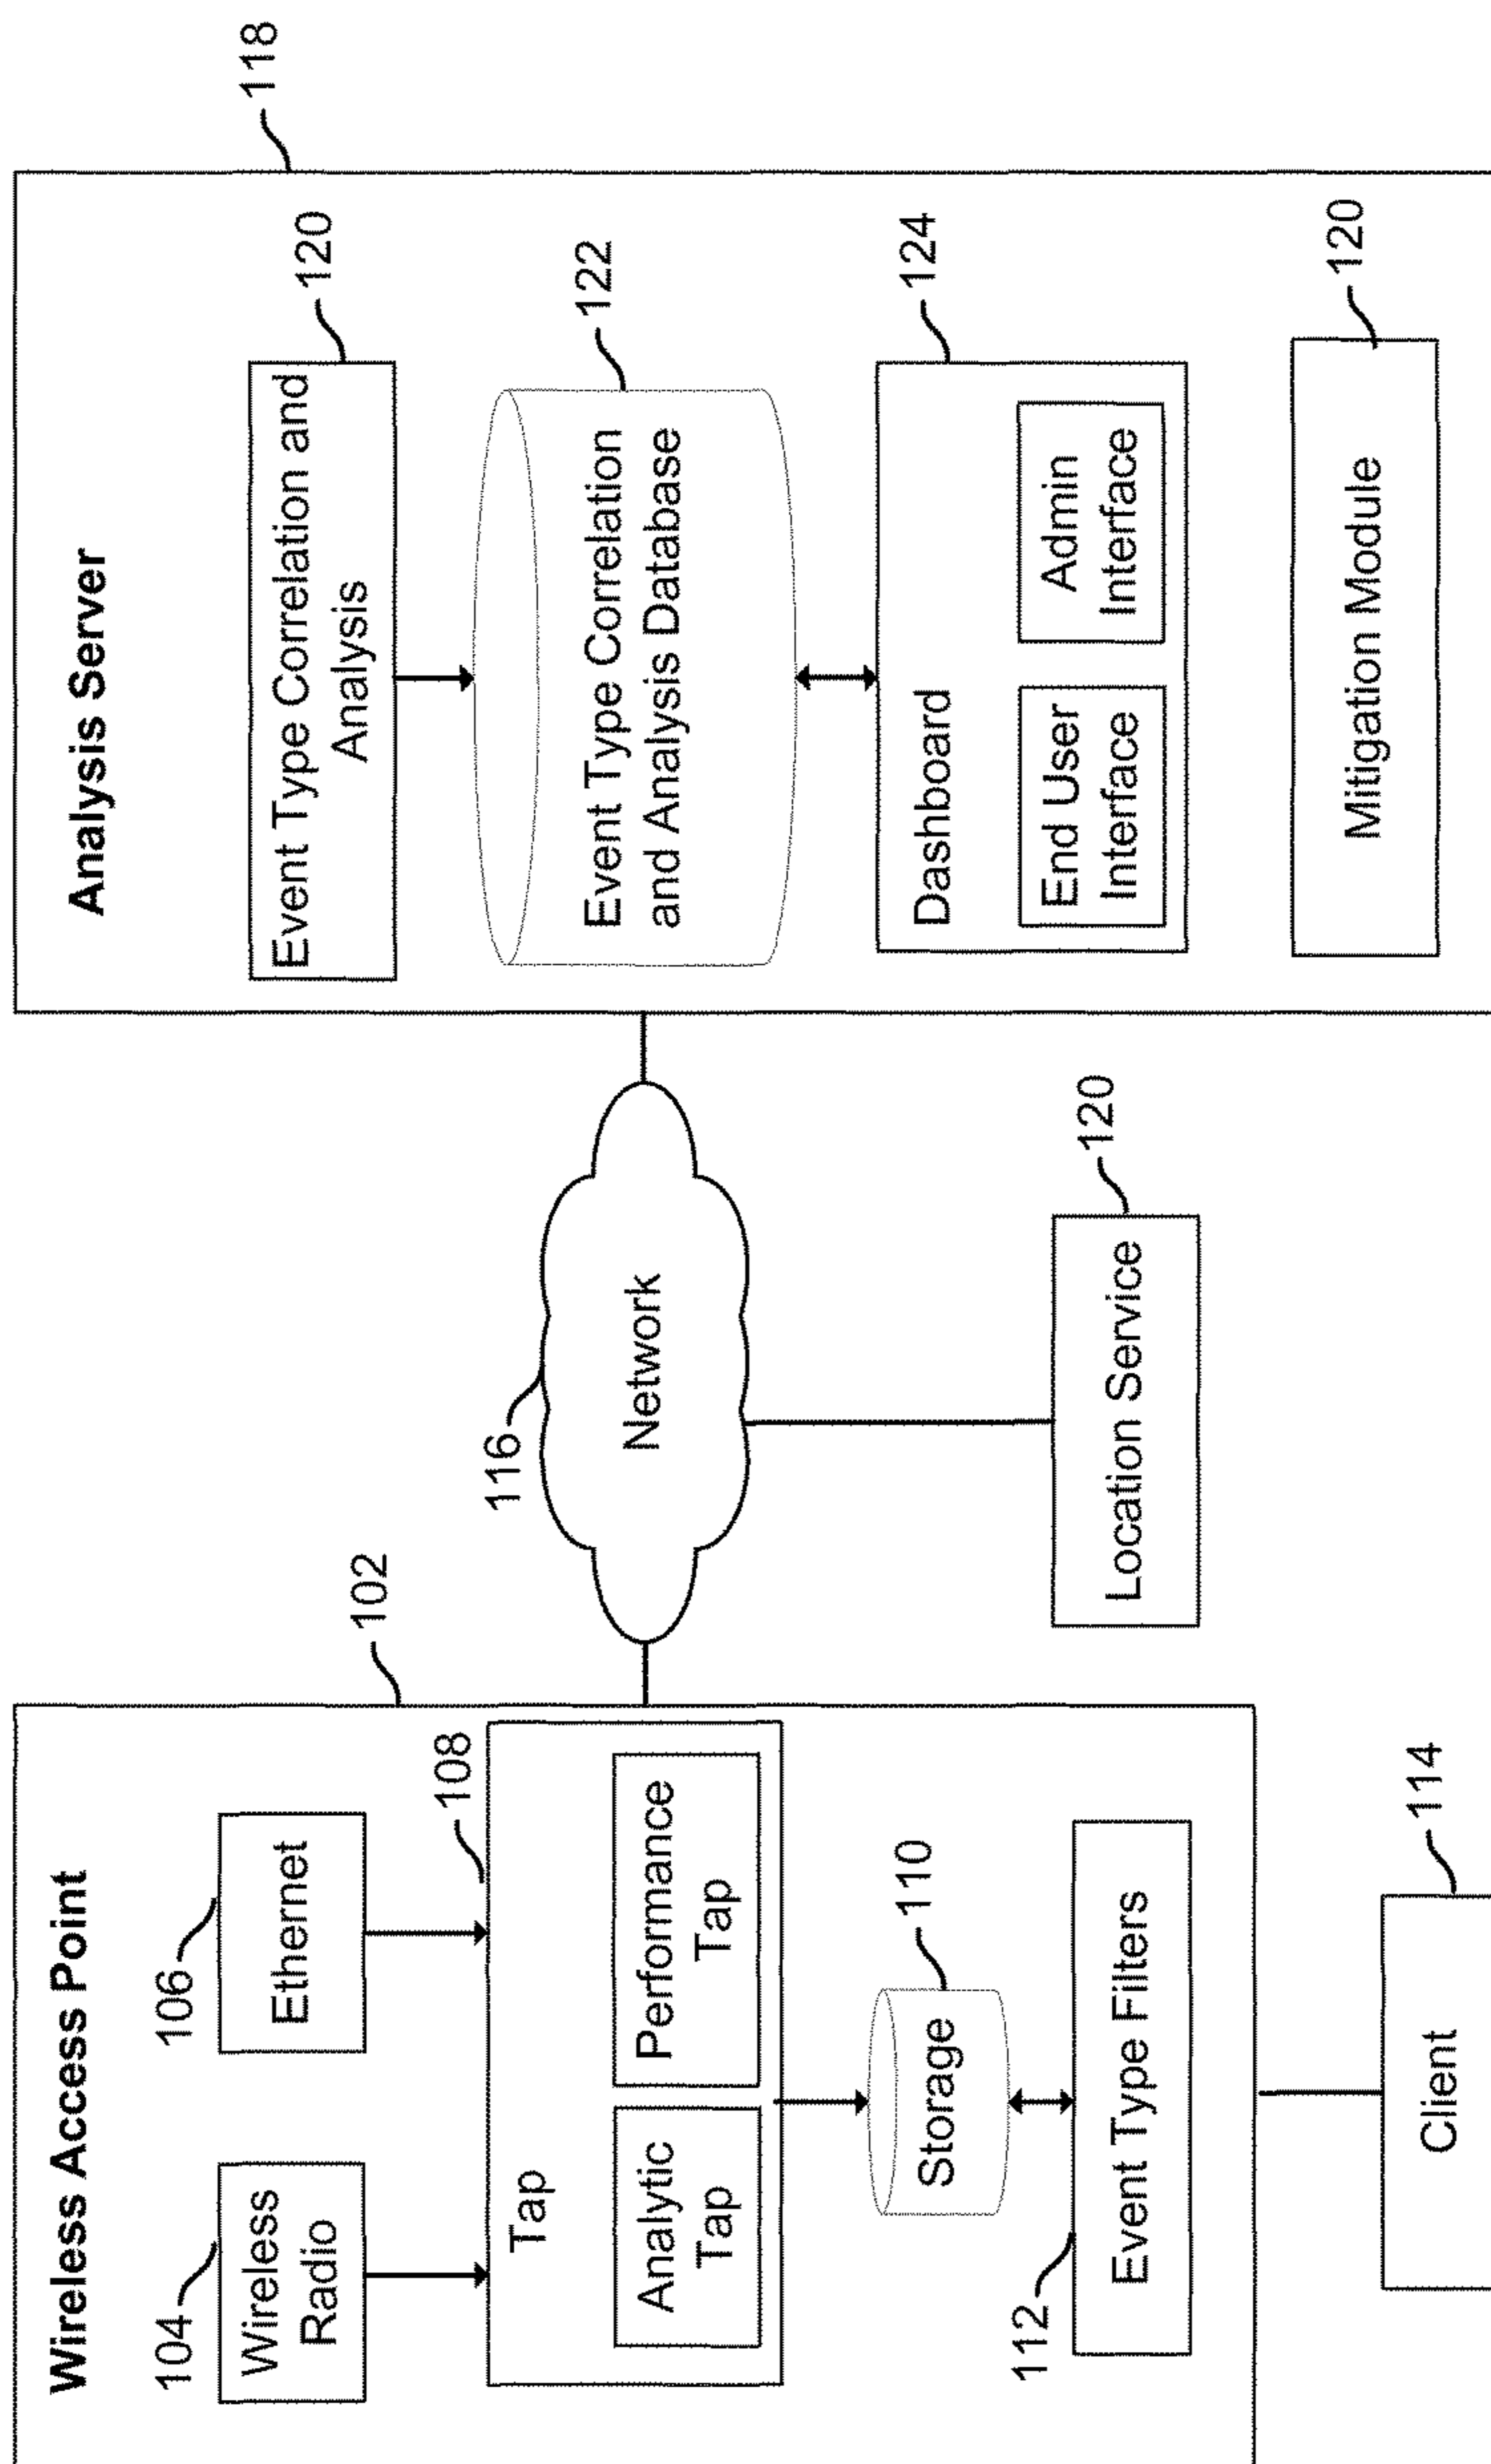 Wireless Access Point
102
104
Wireless
Radio
106
Ethernet
108
Tap
Analytic
Tap
Performance
Tap
110
Storage
112
Event Type Filters
114
Client
116
Network
120
Location Service
118
Analysis Server
120
Event Type Correlation and
Analysis
122
Event Type Correlation
and Analysis Database
124
Dashboard
End User
Interface
Admin
Interface
120
Mitigation Module